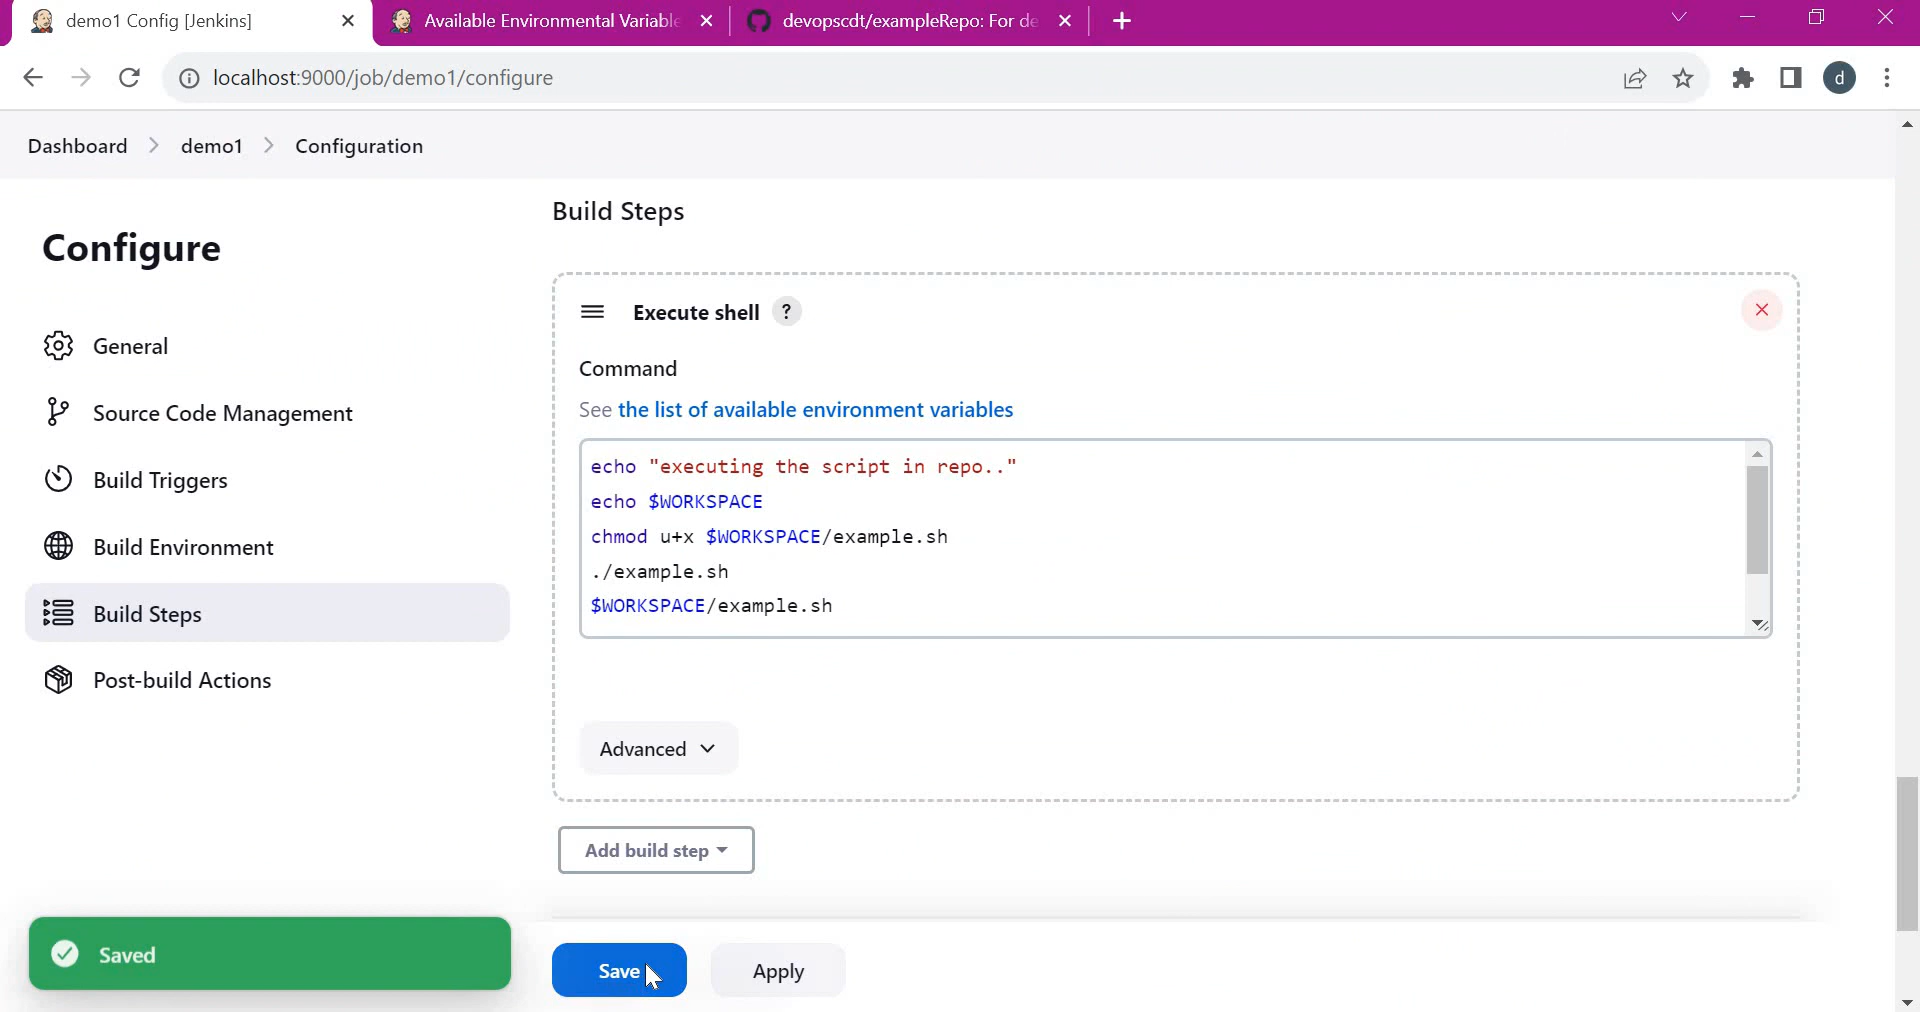 demo1 Config [Jenkins]
Available Environmental Variable
devopscdt/exampleRepo: For de
localhost:9000/job/demo1/configure
d
Dashboard
demo1
Configuration
Configure
General
Source Code Management
Build Triggers
Build Environment
Build Steps
Post-build Actions
Build Steps
Execute shell ?
Command
See the list of available environment variables
echo "executing the script in repo.."
echo $WORKSPACE
chmod u+x $WORKSPACE/example.sh
./example.sh
$WORKSPACE/example.sh
Advanced
Add build step
Saved
Save
Apply